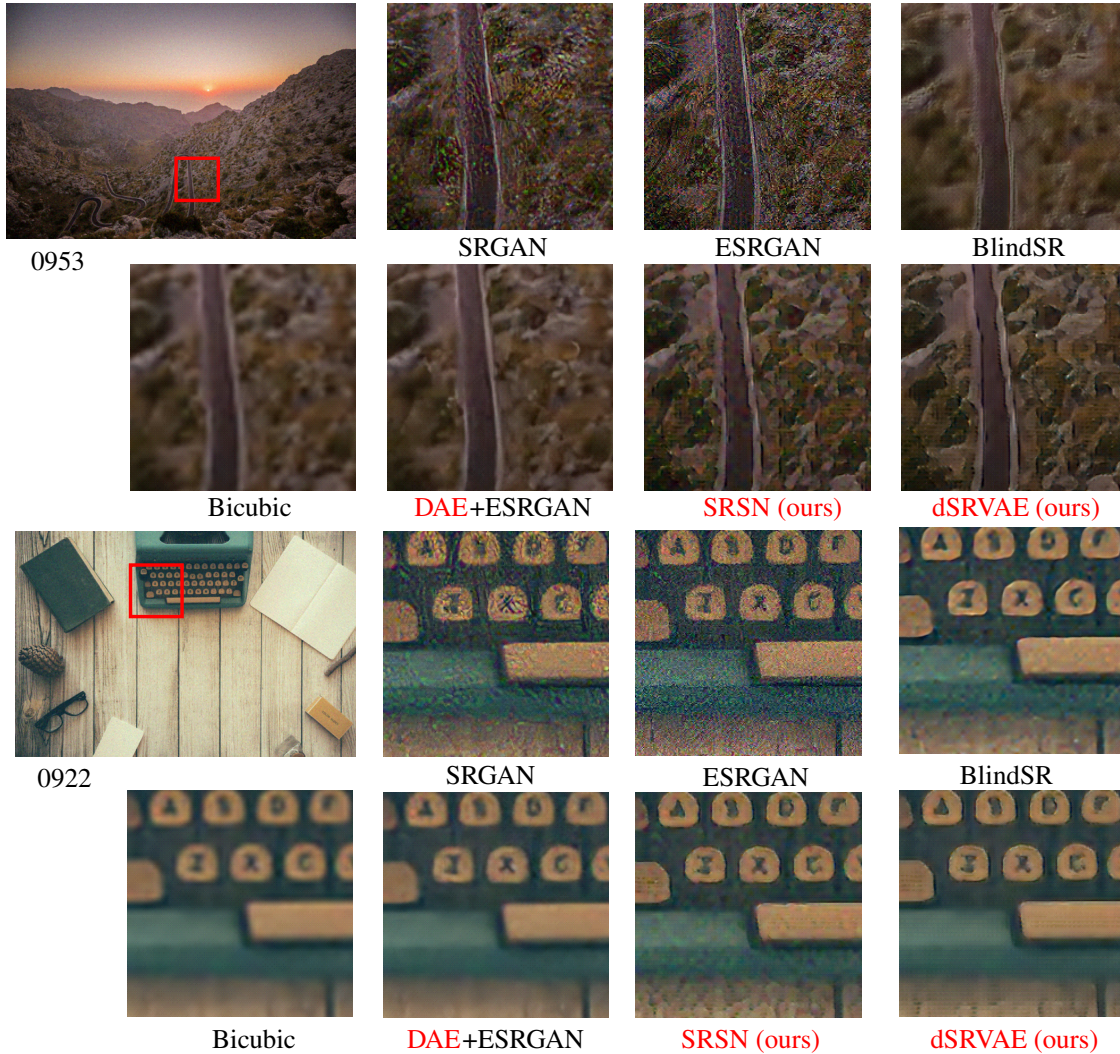 SRGAN ESRGAN BlindSR
0953
Bicubic DAE+ESRGAN SRSN (ours) dSRVAE (ours)
A S D F A S D F A S D F
Z X C Z X C
SRGAN ESRGAN BlindSR
0922
A S D F A S D F A S D F A S D F
Z X C Z X C Z X C Z X C
Bicubic DAE+ESRGAN SRSN (ours) dSRVAE (ours)